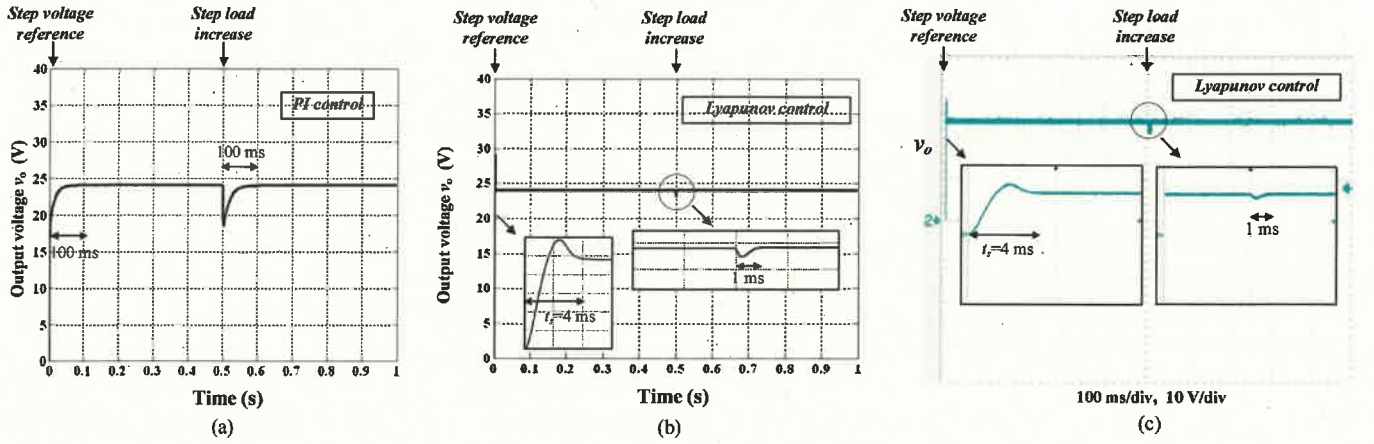 Step voltage
reference
Step load
increase
40
35
30
25
20
15
10
5
0
Output voltage vo (V)
PI control
100 ms
100 ms
0
0.1
0.2
0.3
0.4
0.5
0.6
0.7
0.8
0.9
1
Time (s)
(a)
Step voltage
reference
Step load
increase
40
35
30
25
20
15
10
5
0
Output voltage vo (V)
Lyapunov control
ts=4 ms
1 ms
0
0.1
0.2
0.3
0.4
0.5
0.6
0.7
0.8
0.9
1
Time (s)
(b)
Step voltage
reference
Step load
increase
Lyapunov control
vo
2
ts=4 ms
1 ms
100 ms/div, 10 V/div
(c)